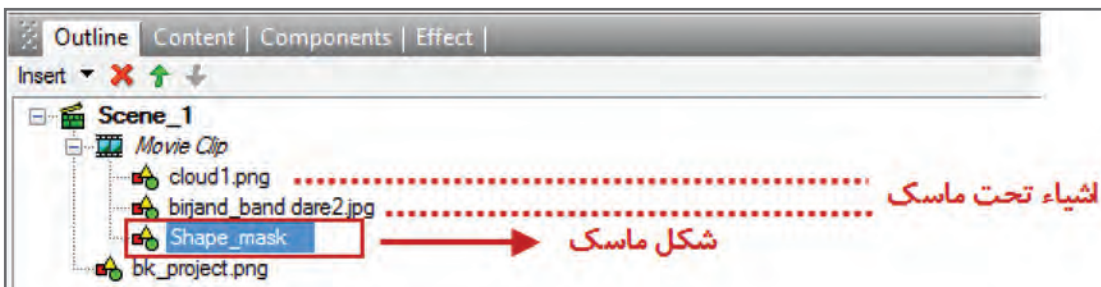 Outline | Content | Components | Effect |
Insert
Scene_1
Movie Clip
cloud1.png
اشیاء تحت ماسک
birjand_band dare2.jpg
Shape_mask
شکل ماسک
bk_project.png